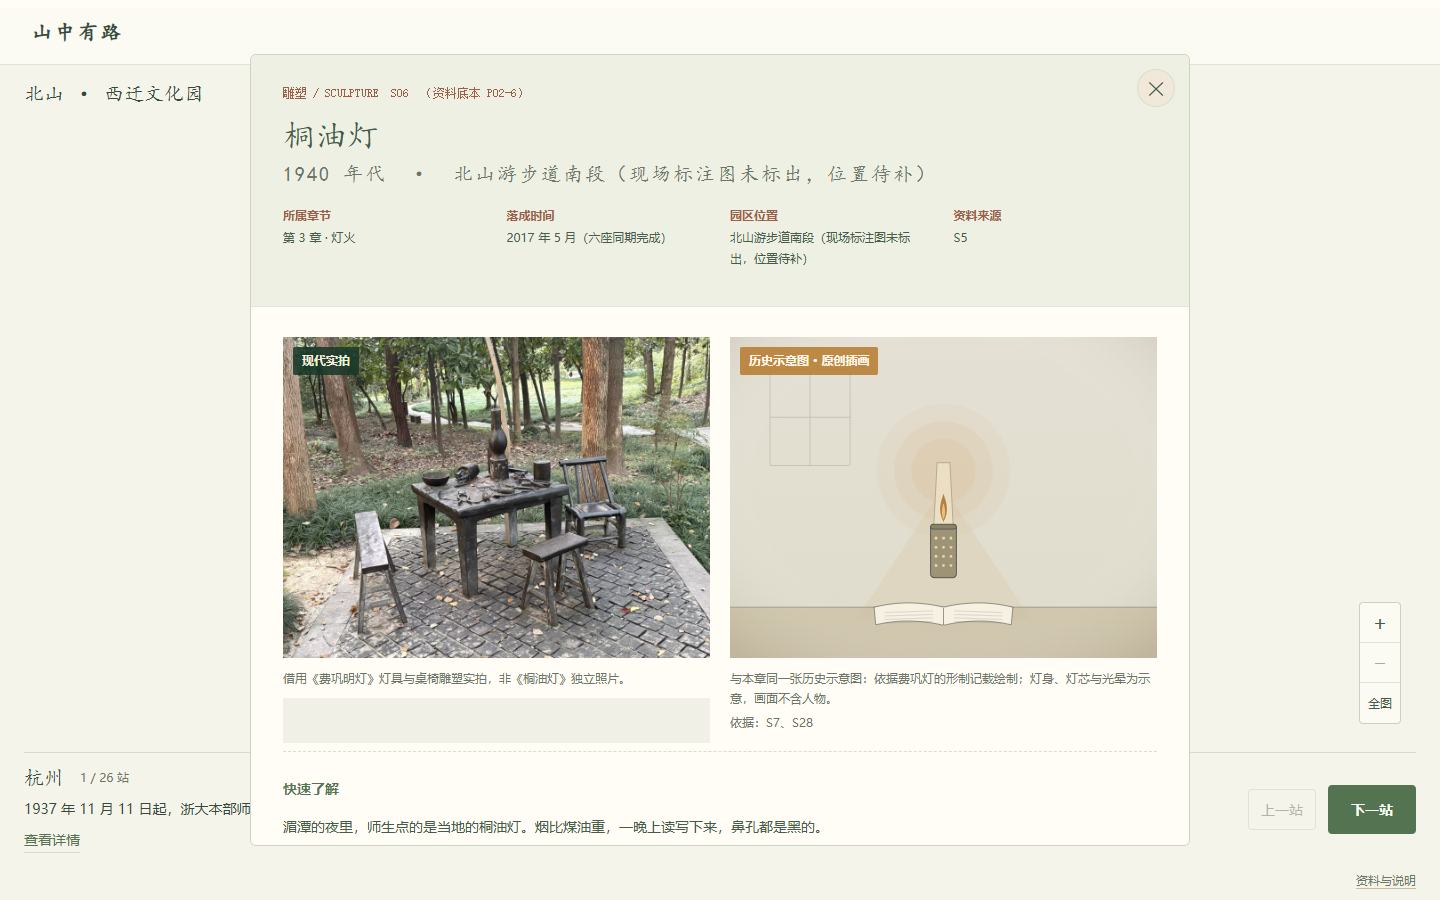 山中有路
北山 • 西迁文化园
雕塑 / SCULPTURE S06 （资料底本 P02-6）
桐油灯
1940 年代 • 北山游步道南段（现场标注图未标出，位置待补）
所属章节
第 3 章 · 灯火
落成时间
2017 年 5 月（六座同期完成）
园区位置
北山游步道南段（现场标注图未标
出，位置待补）
资料来源
S5
现代实拍
历史示意图 • 原创插画
借用《费巩明灯》灯具与桌椅雕塑实拍，非《桐油灯》独立照片。
与本章同一张历史示意图：依据费巩灯的形制记载绘制；灯身、灯芯与光晕为示
意，画面不含人物。
依据：S7、S28
快速了解
湄潭的夜里，师生点的是当地的桐油灯。烟比煤油重，一晚上读写下来，鼻孔都是黑的。
+
−
全图
杭州 1 / 26 站
1937 年 11 月 11 日起，浙大本部师
查看详情
上一站
下一站
资料与说明